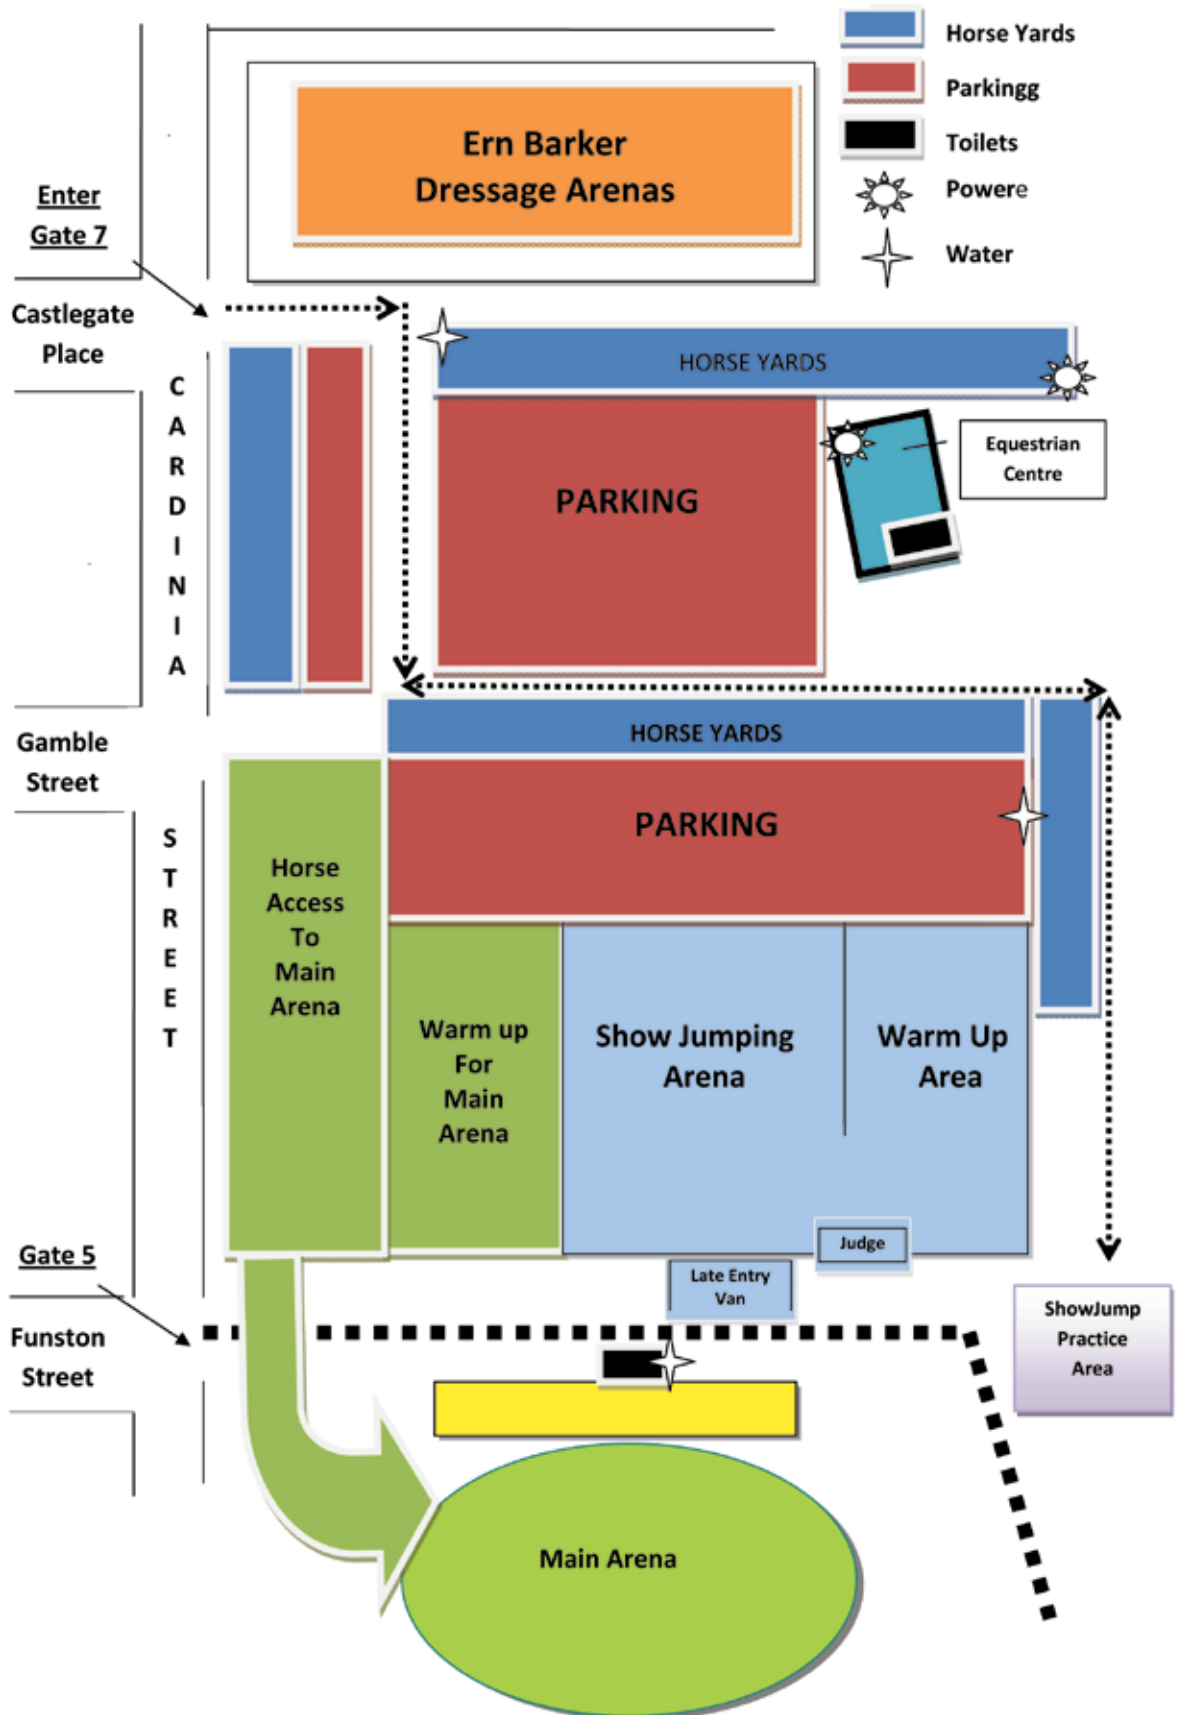 Horse Yards
Parkingg
Toilets
Powere
Water
Ern Barker
Dressage Arenas
Enter
Gate 7
Castlegate
Place
HORSE YARDS
PARKING
Equestrian
Centre
C
A
R
D
I
N
I
A
Gamble
Street
HORSE YARDS
PARKING
S
T
R
E
E
T
Horse
Access
To
Main
Arena
Warm up
For
Main
Arena
Show Jumping
Arena
Warm Up
Area
Judge
Late Entry
Van
Gate 5
Funston
Street
ShowJump
Practice
Area
Main Arena